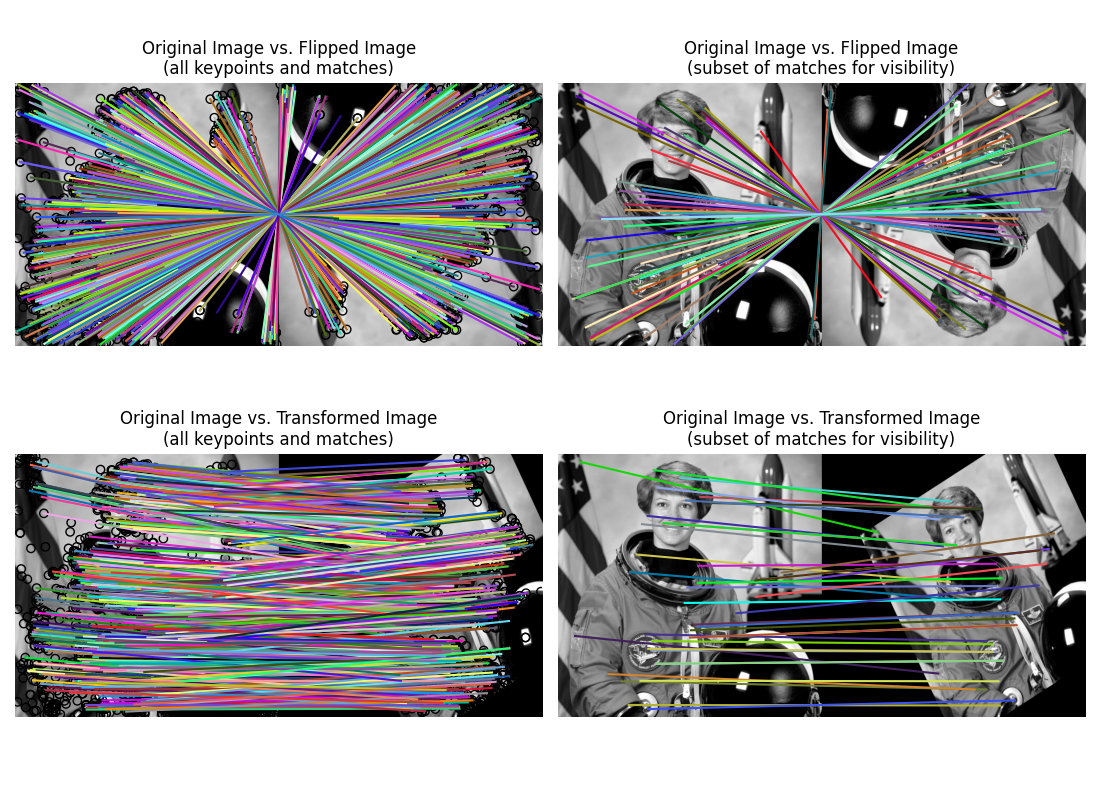 Original Image vs. Flipped Image
(all keypoints and matches)
Original Image vs. Flipped Image
(subset of matches for visibility)
Original Image vs. Transformed Image
(all keypoints and matches)
Original Image vs. Transformed Image
(subset of matches for visibility)